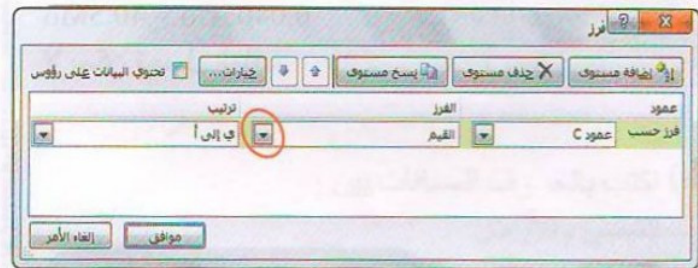 فرز
إضافة مستوى حذف مستوى نسخ مستوى خيارات... تحتوي البيانات على رؤوس
عمود الفرز ترتيب
فرز حسب عمود C القيم ي إلى أ
موافق إلغاء الأمر